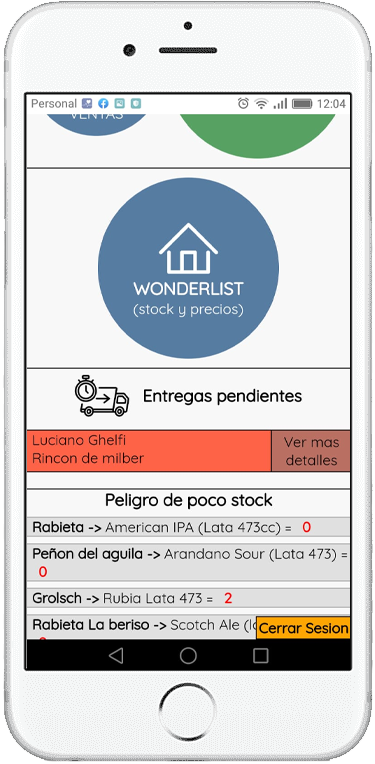 Personal 12:04
VENTAS
WONDERLIST
(stock y precios)
Entregas pendientes
Luciano Ghelfi
Rincon de milber
Ver mas
detalles
Peligro de poco stock
Rabieta -> American IPA (Lata 473cc) = 0
Peñon del aguila -> Arandano Sour (Lata 473) =
0
Grolsch -> Rubia Lata 473 = 2
Rabieta La beriso -> Scotch Ale
Cerrar Sesion